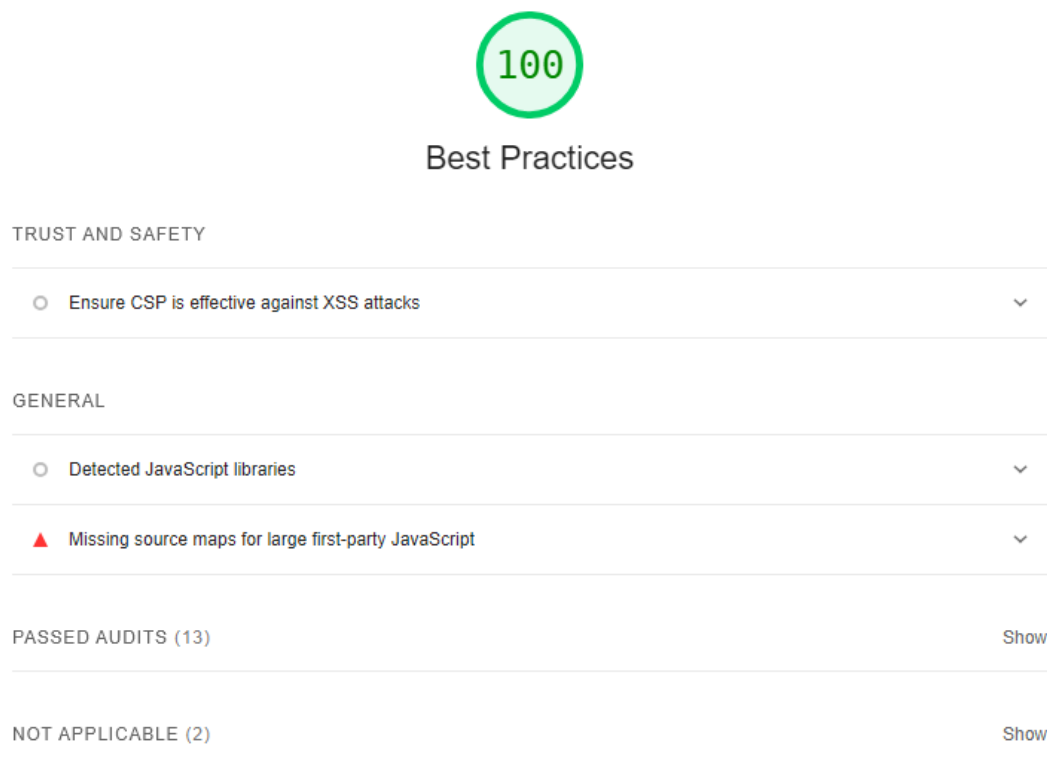 100
Best Practices
TRUST AND SAFETY
Ensure CSP is effective against XSS attacks
GENERAL
Detected JavaScript libraries
Missing source maps for large first-party JavaScript
PASSED AUDITS (13) Show
NOT APPLICABLE (2) Show